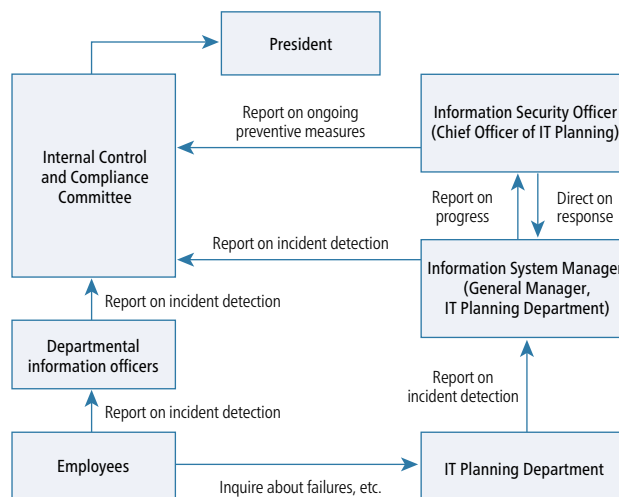 President
Information Security Officer
(Chief Officer of IT Planning)
Report on ongoing
preventive measures
Internal Control
and Compliance
Committee
Report on
progress
Direct on
response
Report on incident detection
Information System Manager
(General Manager,
IT Planning Department)
Report on incident detection
Departmental
information officers
Report on
incident detection
Report on incident detection
Employees
IT Planning Department
Inquire about failures, etc.